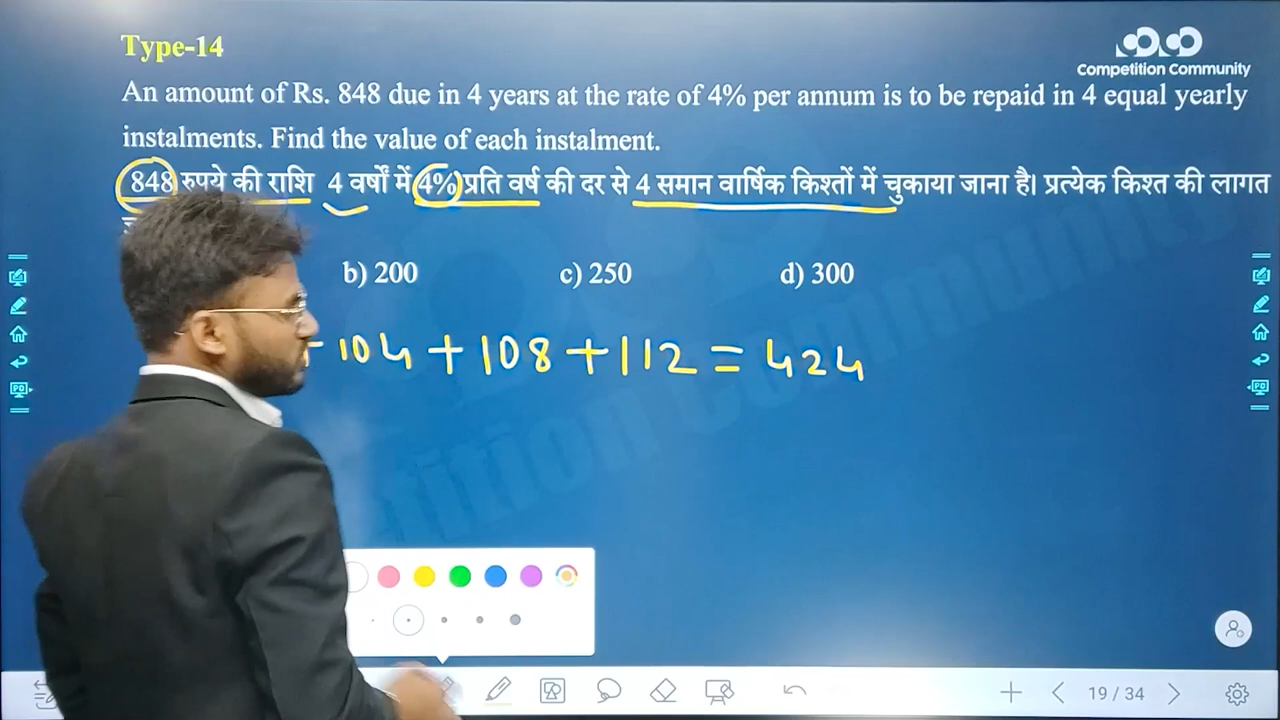 Type-14
Competition Community
An amount of Rs. 848 due in 4 years at the rate of 4% per annum is to be repaid in 4 equal yearly
instalments. Find the value of each instalment.
848 रुपये की राशि 4 वर्षों में 4% प्रति वर्ष की दर से 4 समान वार्षिक किश्तों में चुकाया जाना है। प्रत्येक किश्त की लागत
b) 200 c) 250 d) 300
104 + 108 + 112 = 424
19 / 34